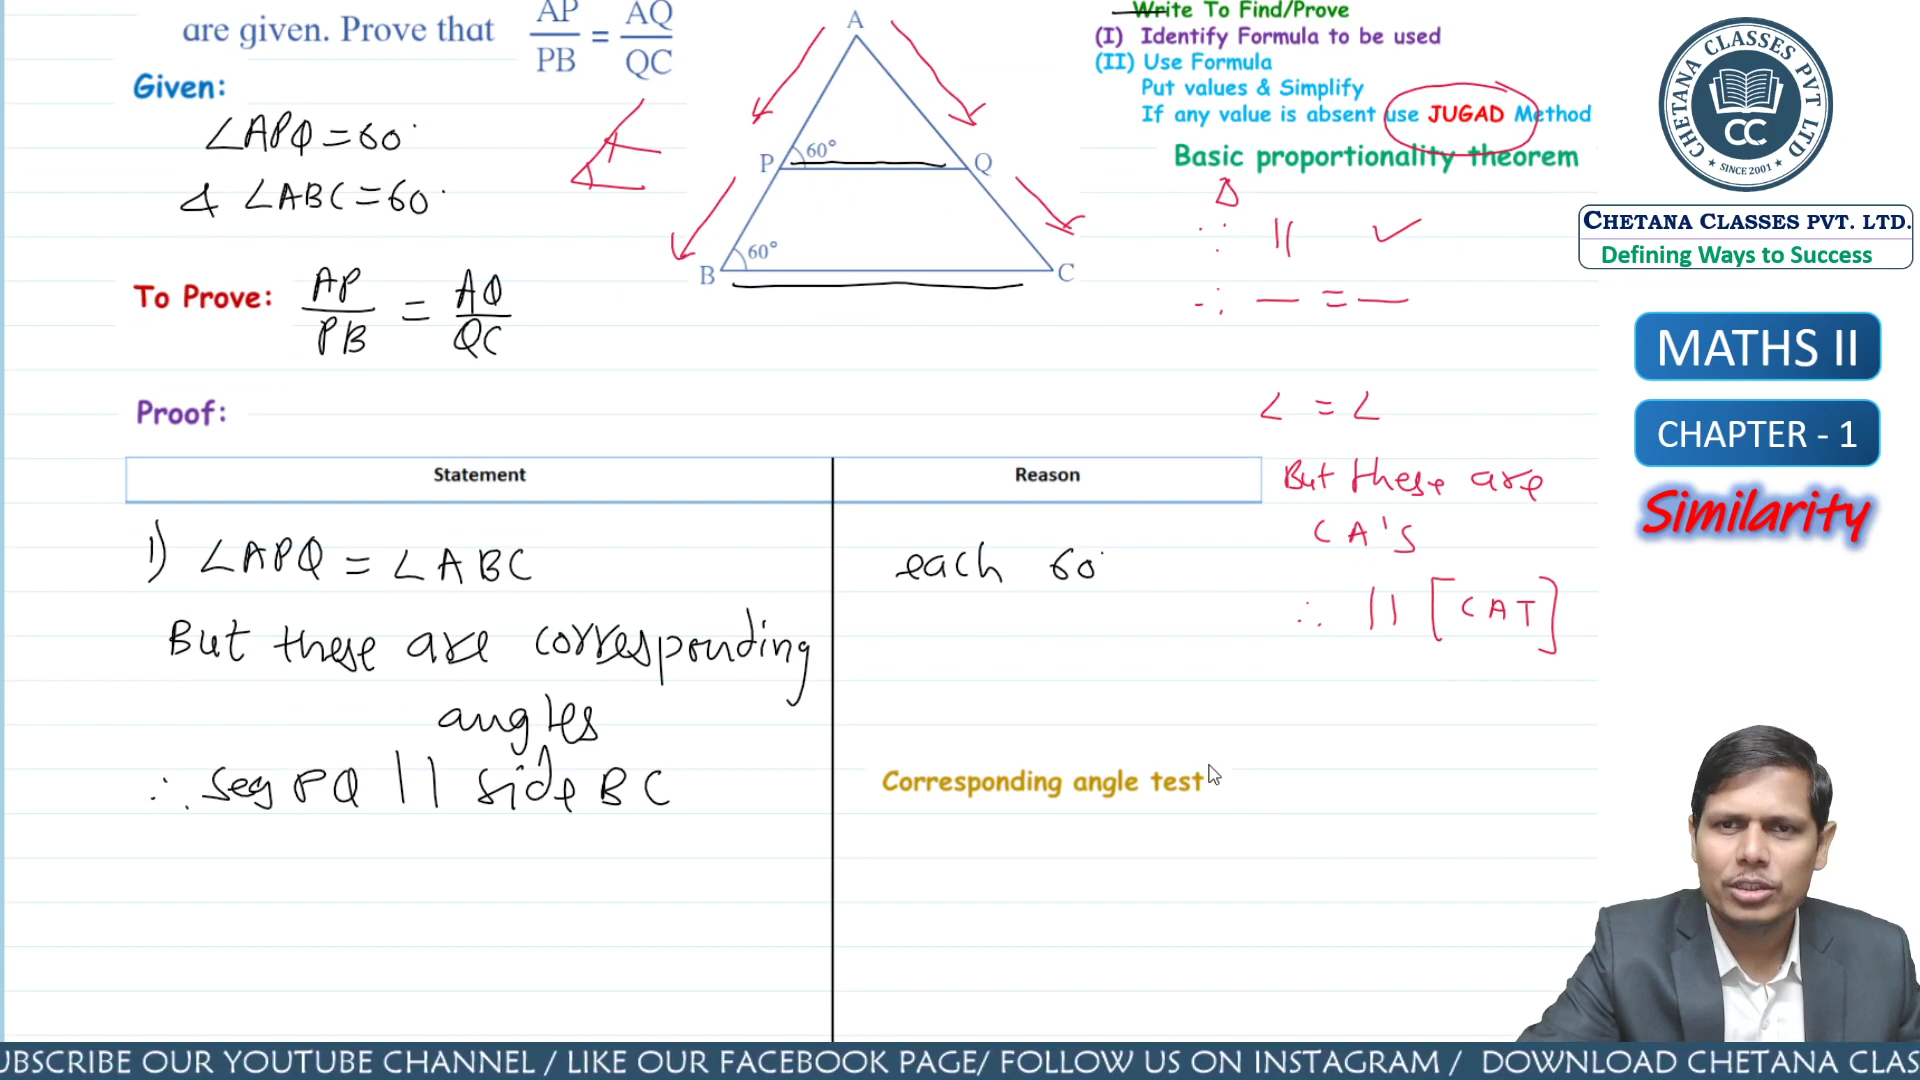 are given. Prove that AP/PB = AQ/QC
Given:
∠APQ = 60°
& ∠ABC = 60°
To Prove: AP/PB = AQ/QC
Proof:
A
P 60° Q
B 60° C
Write To Find/Prove
(I) Identify Formula to be used
(II) Use Formula
Put values & Simplify
If any value is absent use JUGAD Method
Basic proportionality theorem
Δ
∵ || ✓
∴ — = —
∠ = ∠
But these are
CA'S
∴ || [CAT]
Statement Reason
1) ∠APQ = ∠ABC each 60°
But these are corresponding
angles
∴ seg PQ || side BC Corresponding angle test
CHETANA CLASSES PVT LTD
CC
SINCE 2001
CHETANA CLASSES PVT. LTD.
Defining Ways to Success
MATHS II
CHAPTER - 1
Similarity
UBSCRIBE OUR YOUTUBE CHANNEL / LIKE OUR FACEBOOK PAGE/ FOLLOW US ON INSTAGRAM / DOWNLOAD CHETANA CLAS